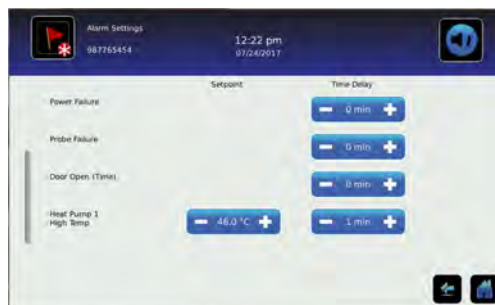 Alarm Settings
12:22 pm
987765454
07/24/2017
Setpoint Time Delay
Power Failure
0 min
Probe Failure
0 min
Door Open (Time)
0 min
Heat Pump 1
High Temp
46.0 °C
1 min